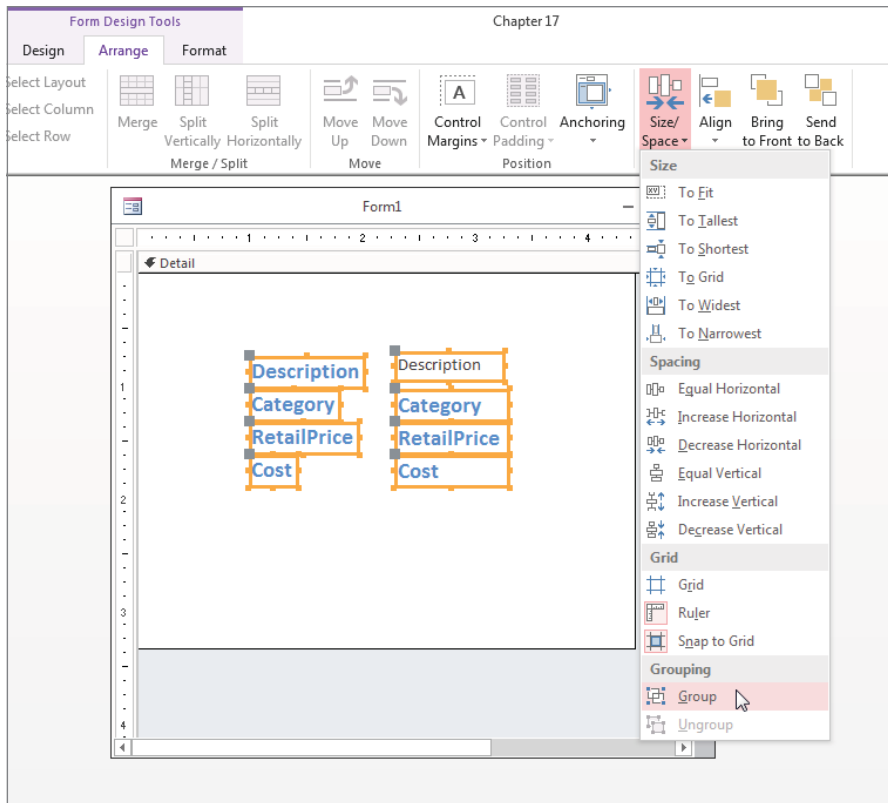 Form Design Tools
Chapter 17
Design Arrange Format
Select Layout
Select Column
Select Row
Merge Split Vertically Split Horizontally
Merge / Split
Move Up Move Down
Move
A
Control Margins Control Padding Anchoring
Position
Size/ Space Align Bring to Front Send to Back
Size
To Fit
To Tallest
To Shortest
To Grid
To Widest
To Narrowest
Spacing
Equal Horizontal
Increase Horizontal
Decrease Horizontal
Equal Vertical
Increase Vertical
Decrease Vertical
Grid
Grid
Ruler
Snap to Grid
Grouping
Group
Ungroup
Form1
1 2 3 4
Detail
Description Description
Category Category
RetailPrice RetailPrice
Cost Cost
1
2
3
4